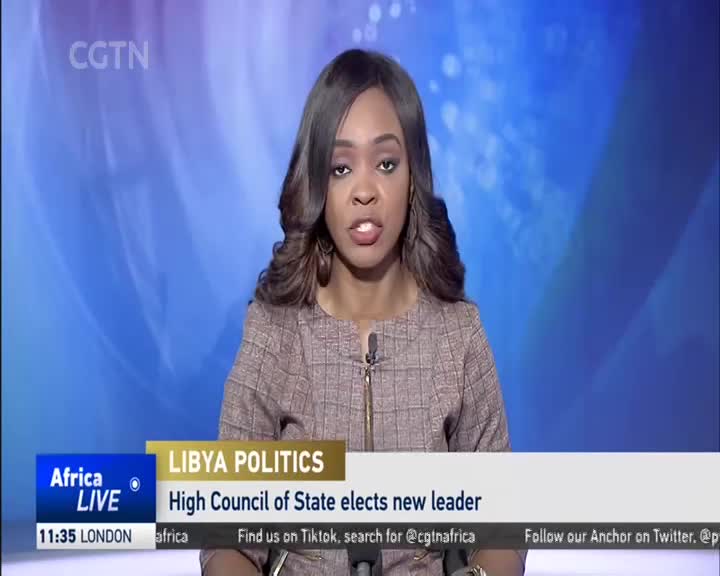 CGTN
LIBYA POLITICS
Africa
LIVE
High Council of State elects new leader
11:35 LONDON
africa Find us on Tiktok, search for @cgtnafrica Follow our Anchor on Twitter, @p